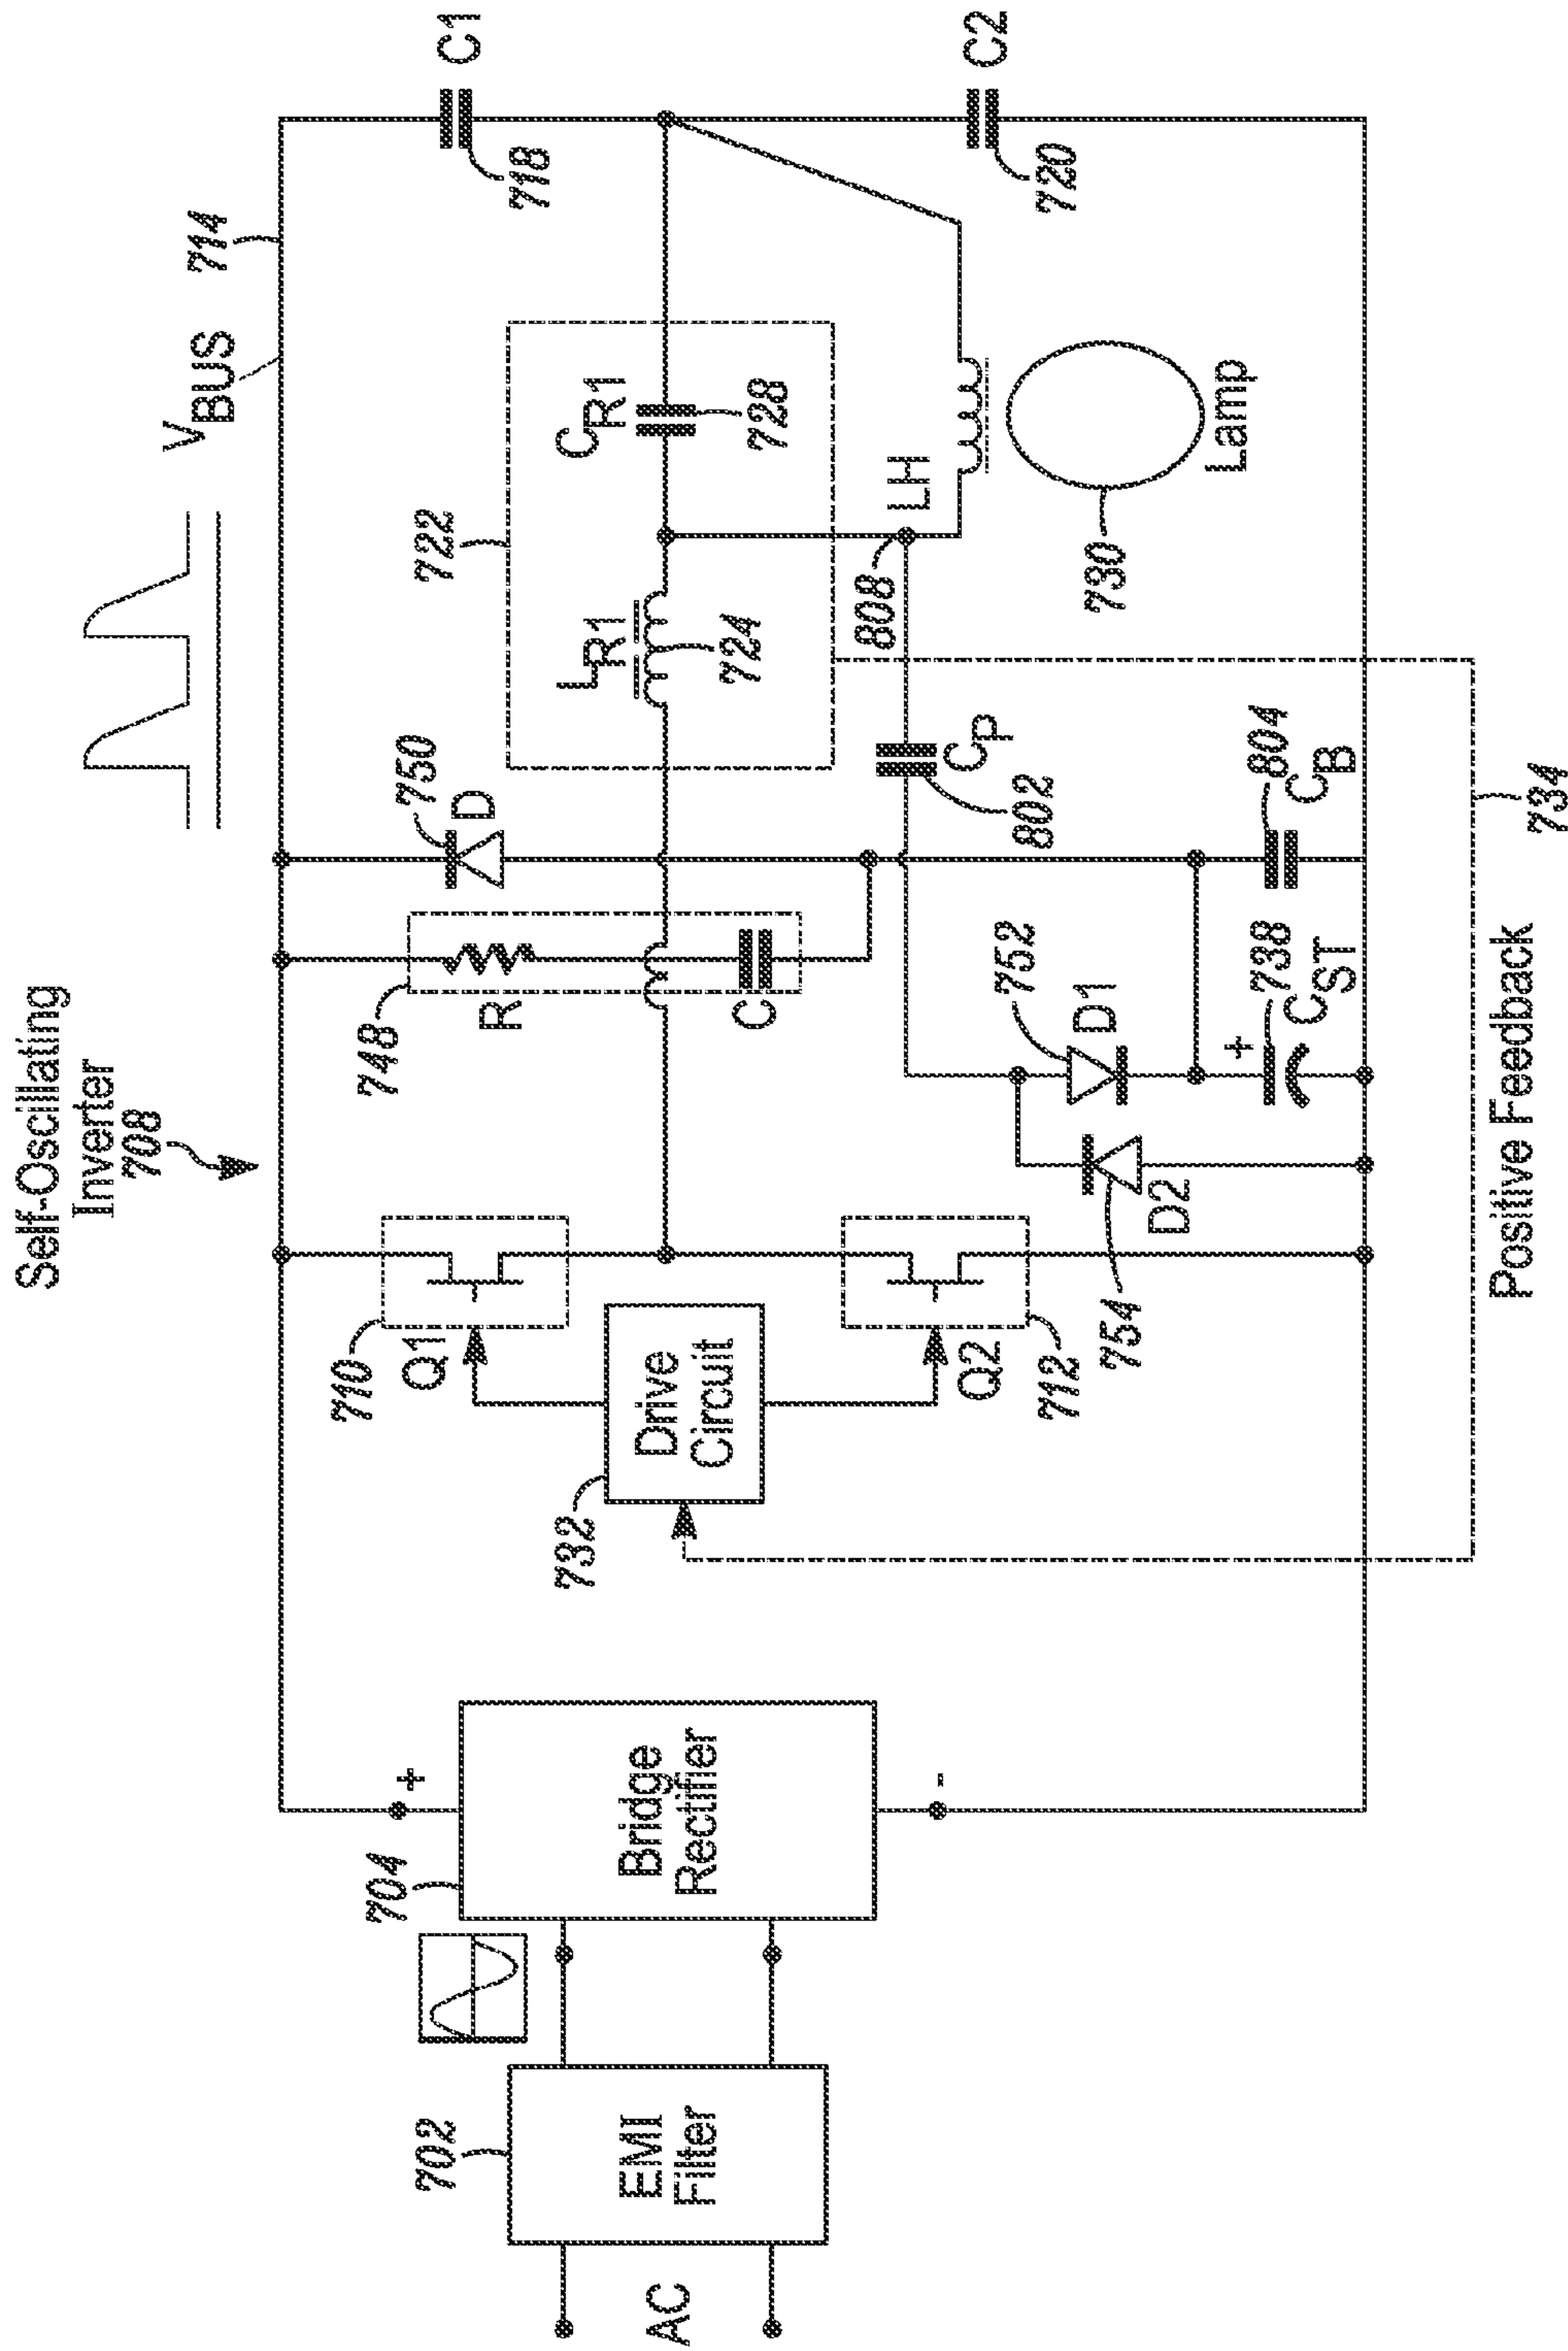 Self-Oscillating
Inverter
708
V BUS
714
C1
718
C2
720
722
LR1
724
CR1
728
LH
808
730
Lamp
750
D
748
R
C
CP
802
804
CB
752
D1
738
+
CST
754
D2
710
Q1
Q2
712
732
Drive
Circuit
734
Positive Feedback
704
+
-
Bridge
Rectifier
702
EMI
Filter
AC